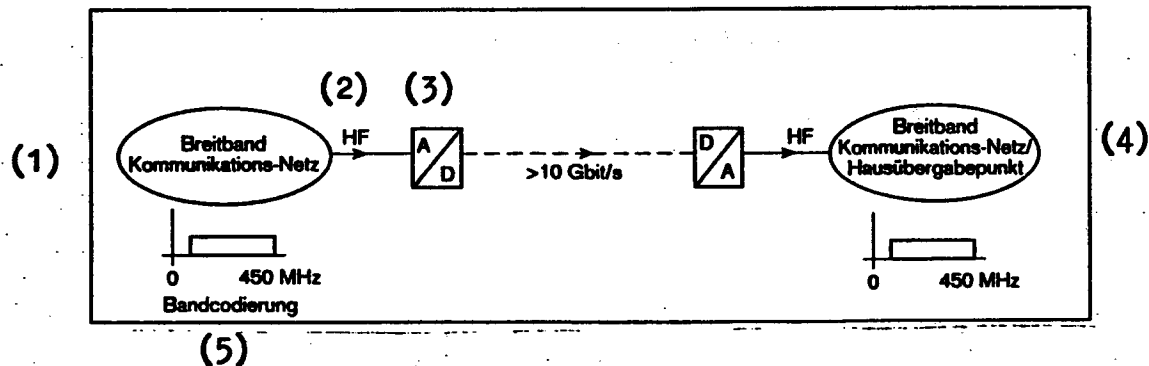 (2) (3)
(1)
Breitband
Kommunikations-Netz
HF
A
D
>10 Gbit/s
D
A
HF
Breitband
Kommunikations-Netz/
Hausübergabepunkt
(4)
0 450 MHz
Bandcodierung
0 450 MHz
(5)